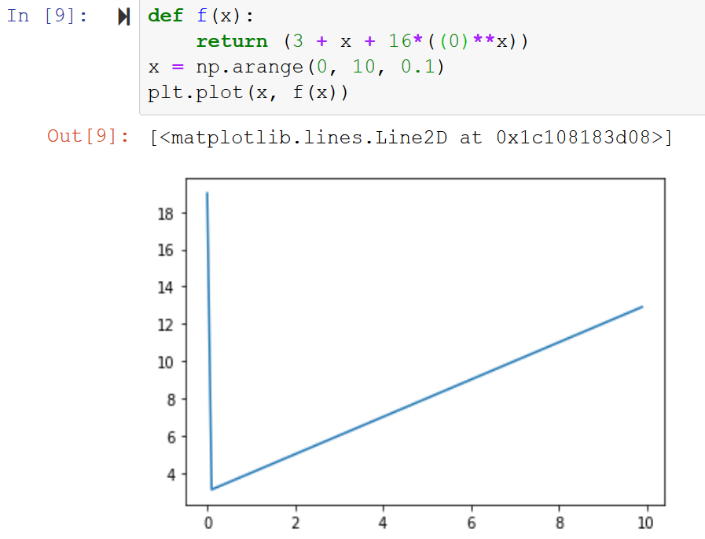 In [9]:
def f(x):
    return (3 + x + 16*((0)**x))
x = np.arange(0, 10, 0.1)
plt.plot(x, f(x))
Out[9]: [<matplotlib.lines.Line2D at 0x1c108183d08>]
18
16
14
12
10
8
6
4
0 2 4 6 8 10